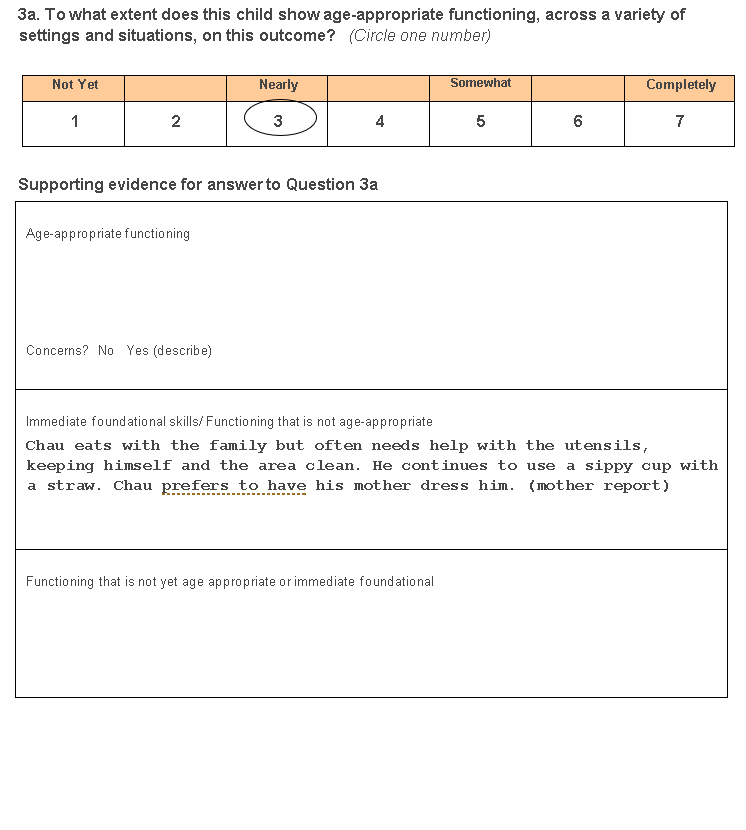 3a. To what extent does this child show age-appropriate functioning, across a variety of
settings and situations, on this outcome? (Circle one number)
Not Yet Nearly Somewhat Completely
1 2 3 4 5 6 7
Supporting evidence for answer to Question 3a
Age-appropriate functioning
Concerns? No Yes (describe)
Immediate foundational skills/ Functioning that is not age-appropriate
Chau eats with the family but often needs help with the utensils,
keeping himself and the area clean. He continues to use a sippy cup with
a straw. Chau prefers to have his mother dress him. (mother report)
Functioning that is not yet age appropriate or immediate foundational